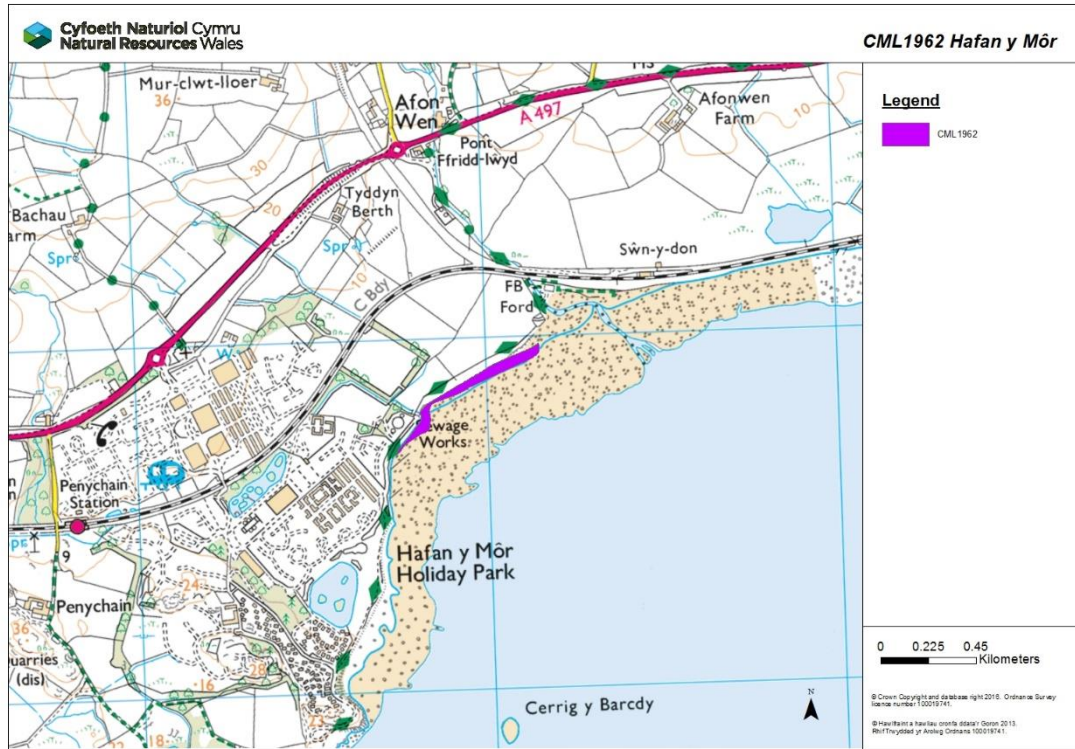 Cyfoeth Naturiol Cymru
Natural Resources Wales
CML1962 Hafan y Môr
Legend
CML1962
Mur-clwt-lloer
36
Afon
Wen
A 497
MS
Afonwen
Farm
10
Pont
Ffridd-lŵyd
30
20
Tyddyn
Berth
Bachau
Spr
Spr
10
C Bdy
Sŵn-y-don
FB
Ford
W
Sewage
Works
Penychain
Station
9
Hafan y Môr
Holiday Park
24
Penychain
36
Quarries
(dis)
16
28
23
18
Cerrig y Barcdy
0 0.225 0.45
Kilometers
N
© Crown Copyright and database right 2016. Ordnance Survey
licence number 100019741.
© Hawlfraint a hawliau cronfa ddata'r Goron 2013.
Rhif Trwydded yr Arolwg Ordnans 100019741.